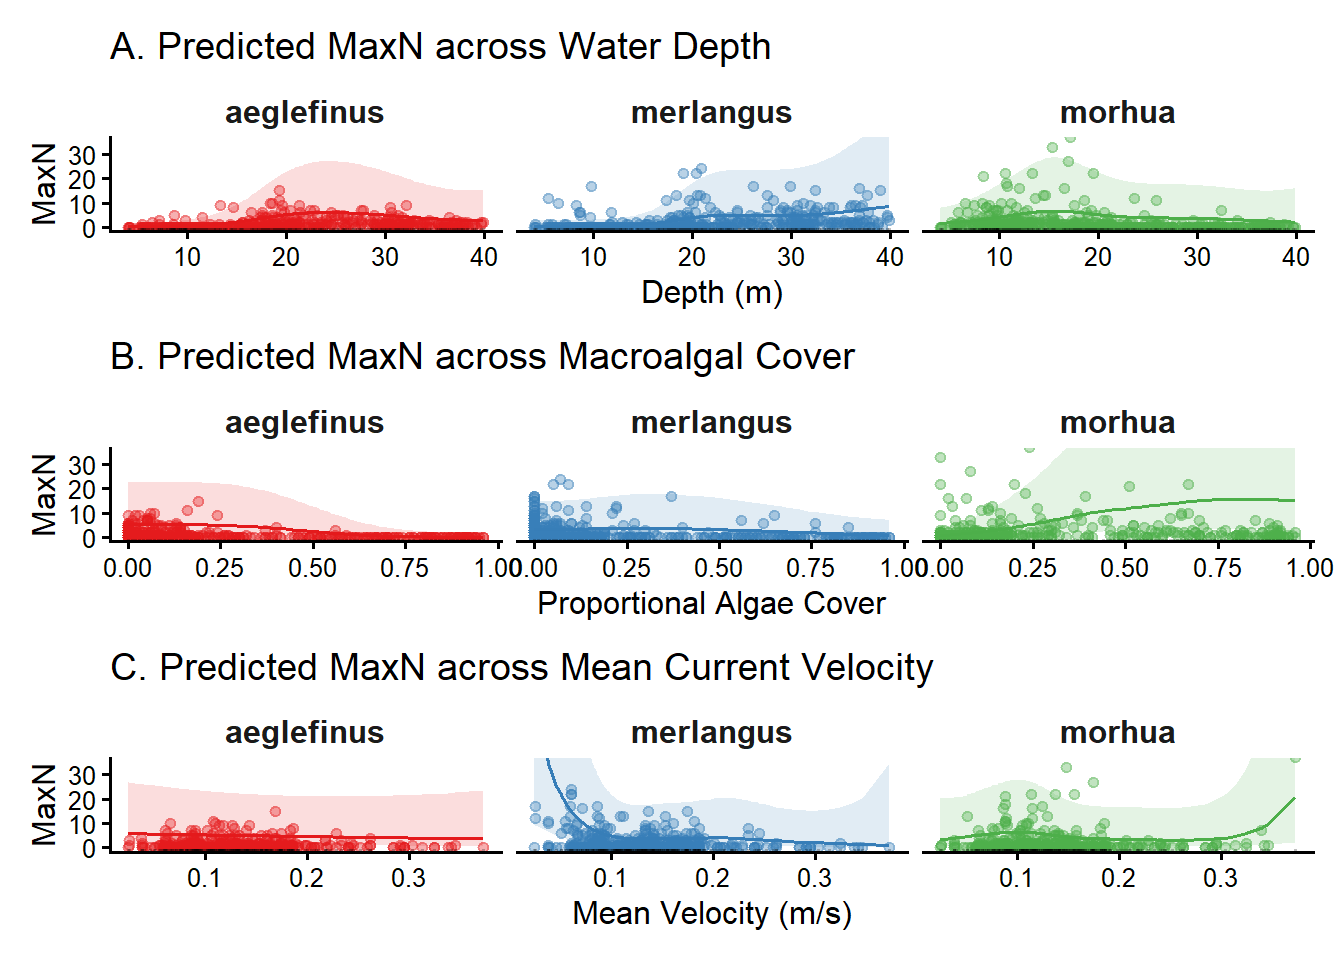 A. Predicted MaxN across Water Depth
aeglefinus merlangus morhua
MaxN
30
20
10
0
10 20 30 40 10 20 30 40 10 20 30 40
Depth (m)
B. Predicted MaxN across Macroalgal Cover
aeglefinus merlangus morhua
MaxN
30
20
10
0
0.00 0.25 0.50 0.75 1.00 0.00 0.25 0.50 0.75 1.00 0.00 0.25 0.50 0.75 1.00
Proportional Algae Cover
C. Predicted MaxN across Mean Current Velocity
aeglefinus merlangus morhua
MaxN
30
20
10
0
0.1 0.2 0.3 0.1 0.2 0.3 0.1 0.2 0.3
Mean Velocity (m/s)